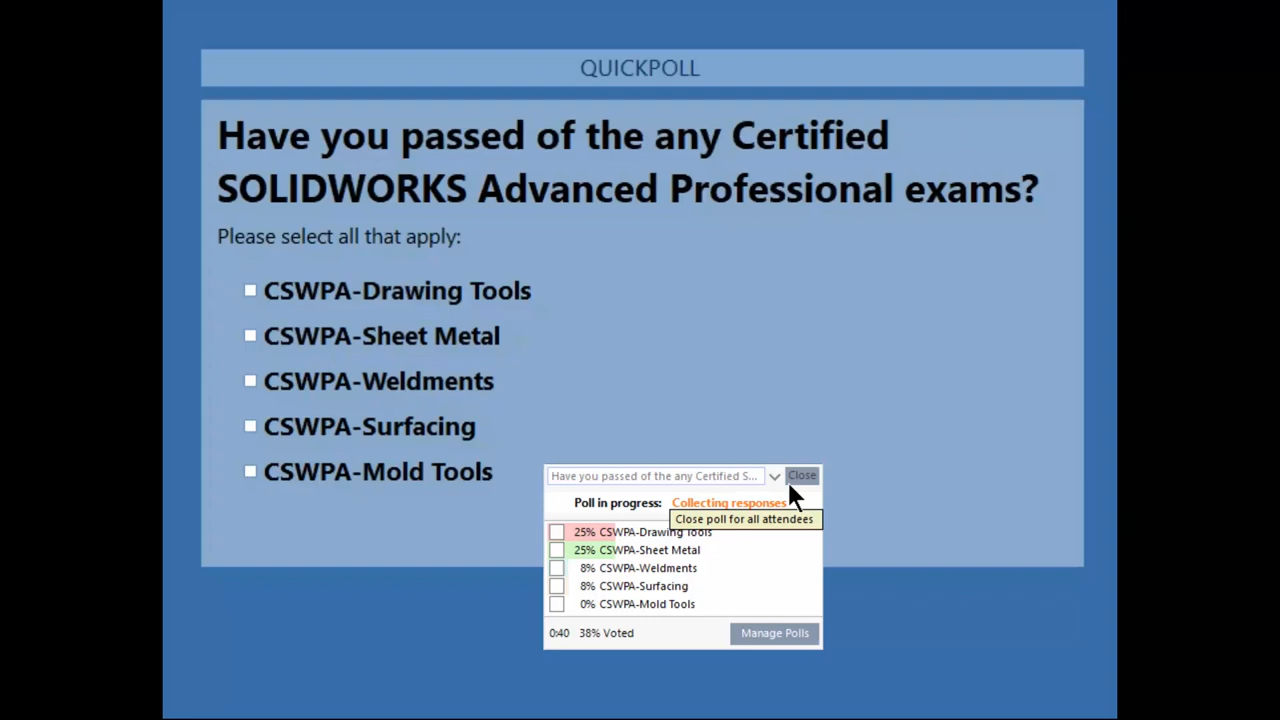 QUICKPOLL
Have you passed of the any Certified
SOLIDWORKS Advanced Professional exams?
Please select all that apply:
CSWPA-Drawing Tools
CSWPA-Sheet Metal
CSWPA-Weldments
CSWPA-Surfacing
CSWPA-Mold Tools
Have you passed of the any Certified S... Close
Poll in progress: Collecting responses
Close poll for all attendees
25% CSWPA-Drawing Tools
25% CSWPA-Sheet Metal
8% CSWPA-Weldments
8% CSWPA-Surfacing
0% CSWPA-Mold Tools
0:40 38% Voted Manage Polls